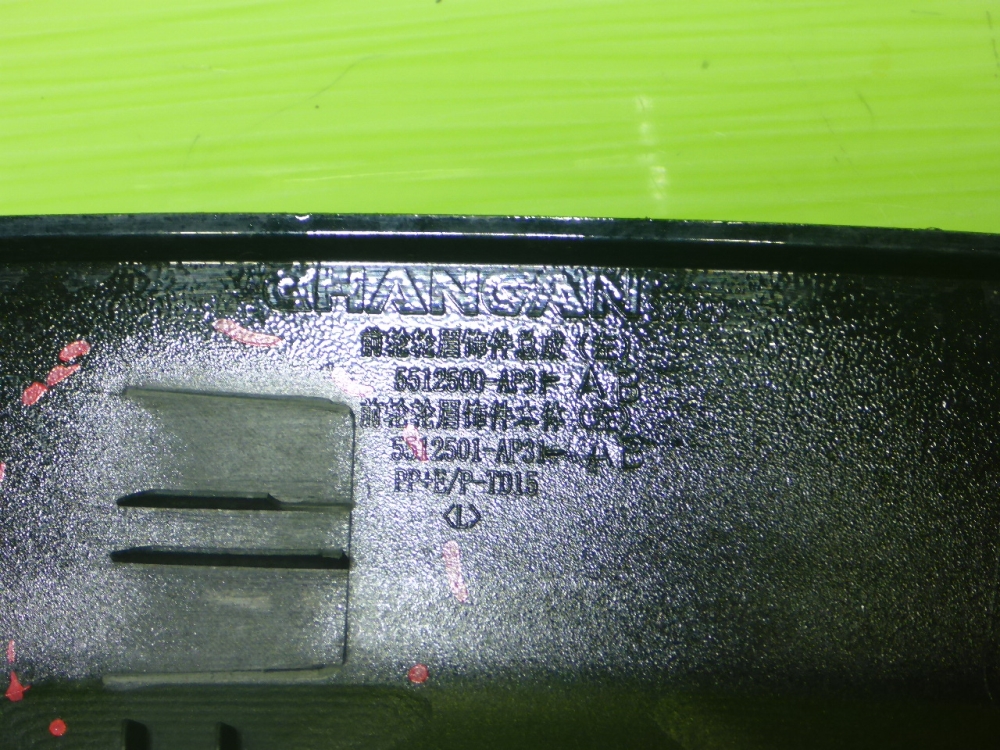 CHANGAN
前轮轮眉饰件总成（左）
5512500-AP31-AB
前轮轮眉饰件本体（左）
5512501-AP31-AB
PP+E/P-TD15